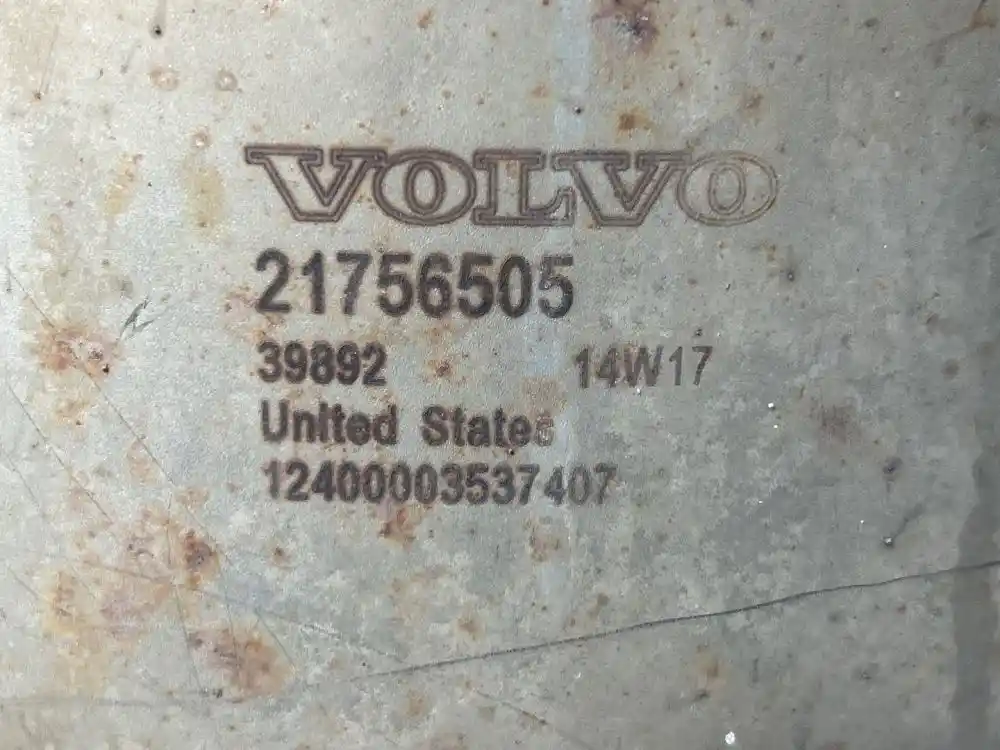 VOLVO
21756505
39892 14W17
United States
12400003537407